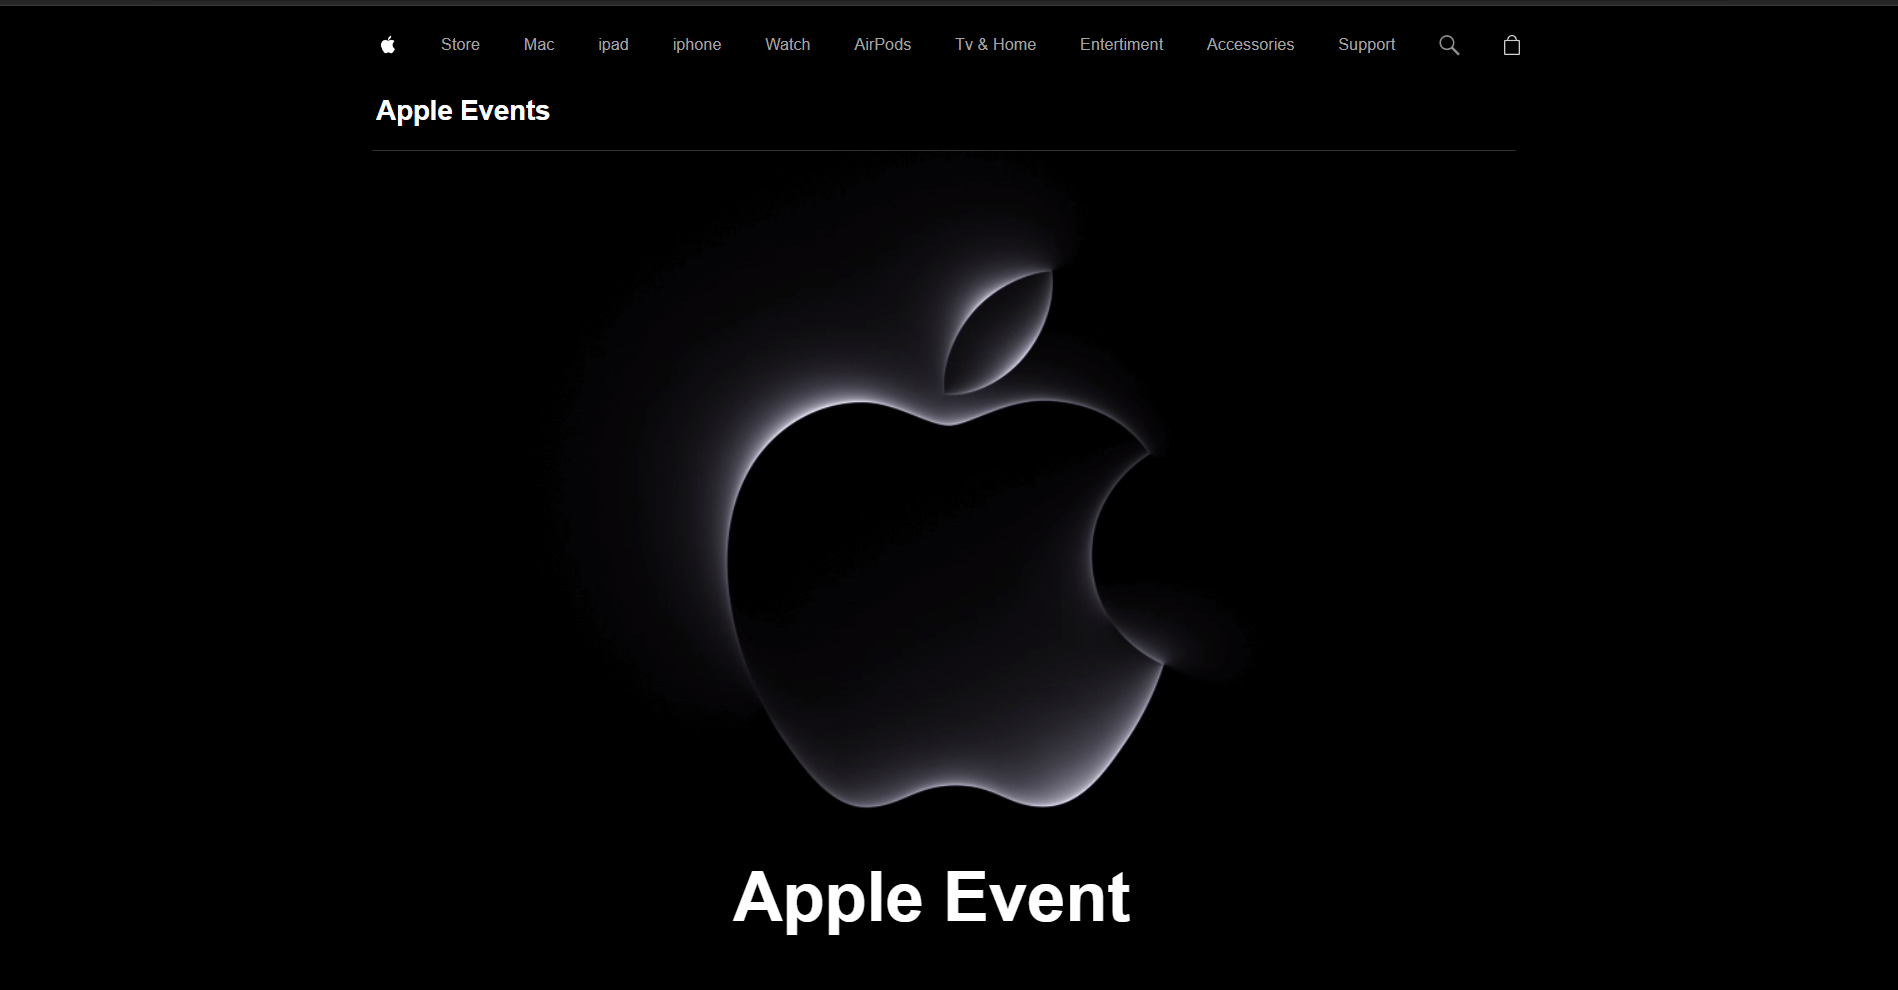 Store Mac ipad iphone Watch AirPods Tv & Home Entertiment Accessories Support
Apple Events
Apple Event